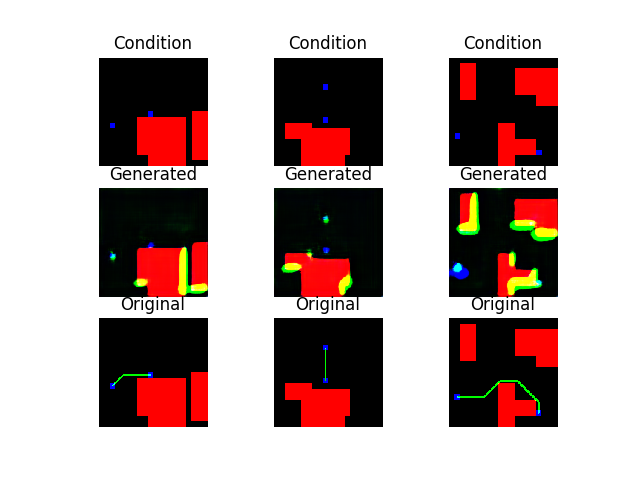 Condition Condition Condition
Generated Generated Generated
Original Original Original